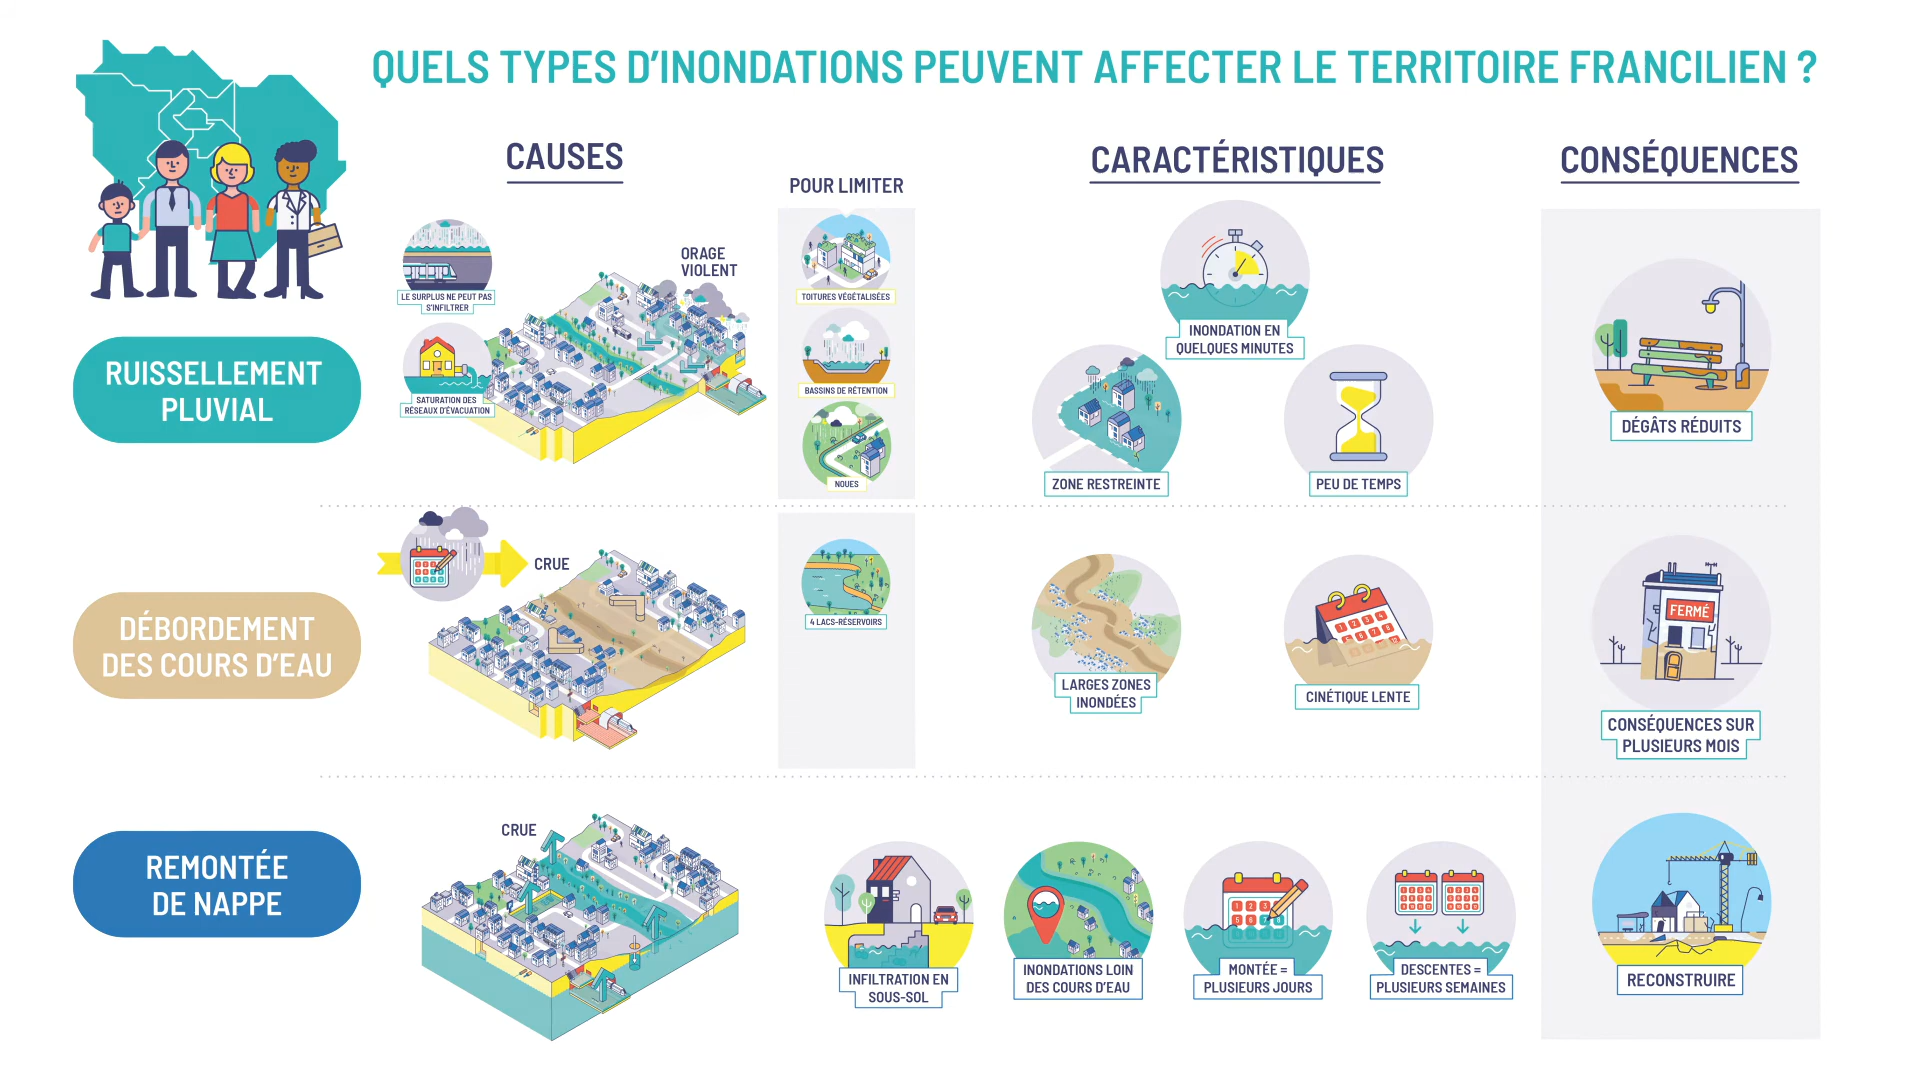 QUELS TYPES D’INONDATIONS PEUVENT AFFECTER LE TERRITOIRE FRANCILIEN ?
CAUSES
POUR LIMITER
CARACTÉRISTIQUES
CONSÉQUENCES
RUISSELLEMENT
PLUVIAL
LE SURPLUS NE PEUT PAS
S’INFILTRER
SATURATION DES
RÉSEAUX D’ÉVACUATION
ORAGE
VIOLENT
TOITURES VÉGÉTALISÉES
BASSINS DE RÉTENTION
NOUES
INONDATION EN
QUELQUES MINUTES
ZONE RESTREINTE
PEU DE TEMPS
DÉGÂTS RÉDUITS
DÉBORDEMENT
DES COURS D’EAU
CRUE
4 LACS-RÉSERVOIRS
LARGES ZONES
INONDÉES
CINÉTIQUE LENTE
FERMÉ
CONSÉQUENCES SUR
PLUSIEURS MOIS
REMONTÉE
DE NAPPE
CRUE
INFILTRATION EN
SOUS-SOL
INONDATIONS LOIN
DES COURS D’EAU
MONTÉE =
PLUSIEURS JOURS
DESCENTES =
PLUSIEURS SEMAINES
RECONSTRUIRE